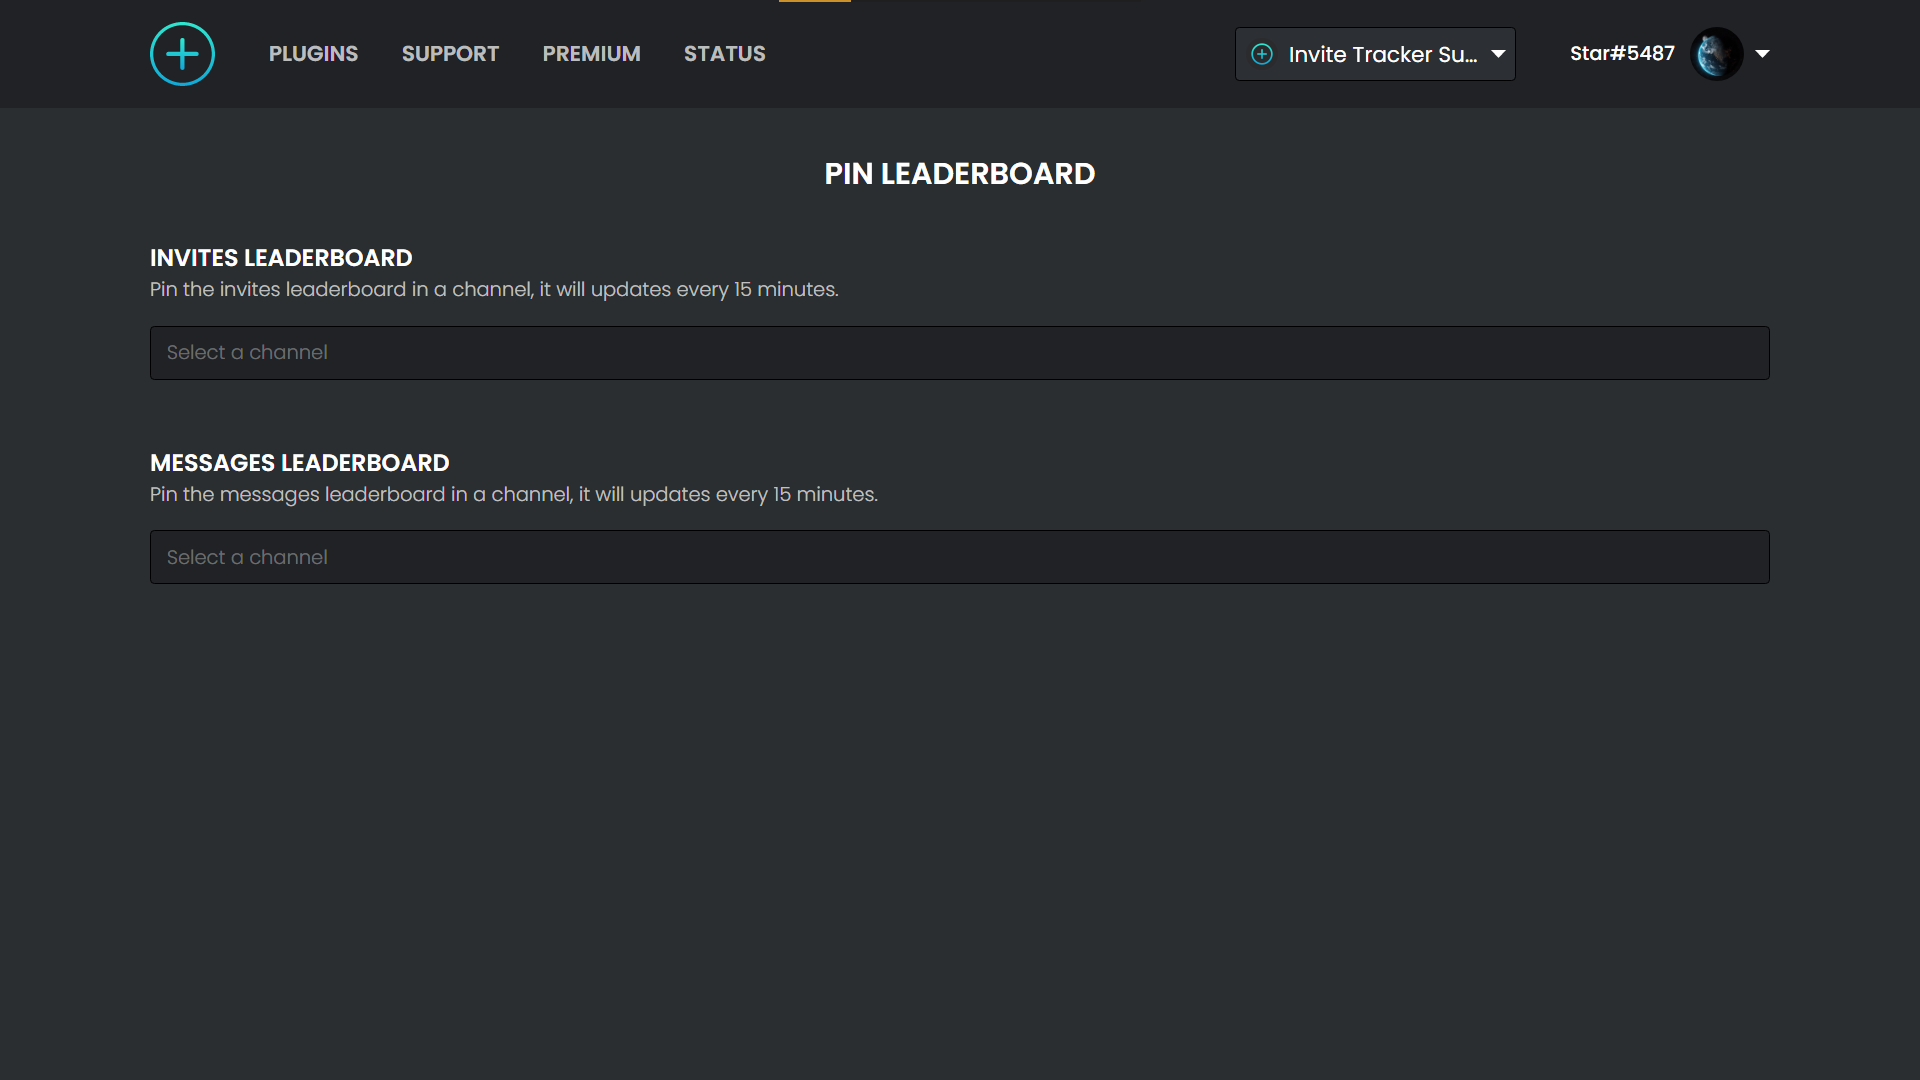 PLUGINS SUPPORT PREMIUM STATUS Invite Tracker Su... Star#5487
PIN LEADERBOARD
INVITES LEADERBOARD
Pin the invites leaderboard in a channel, it will updates every 15 minutes.
Select a channel
MESSAGES LEADERBOARD
Pin the messages leaderboard in a channel, it will updates every 15 minutes.
Select a channel